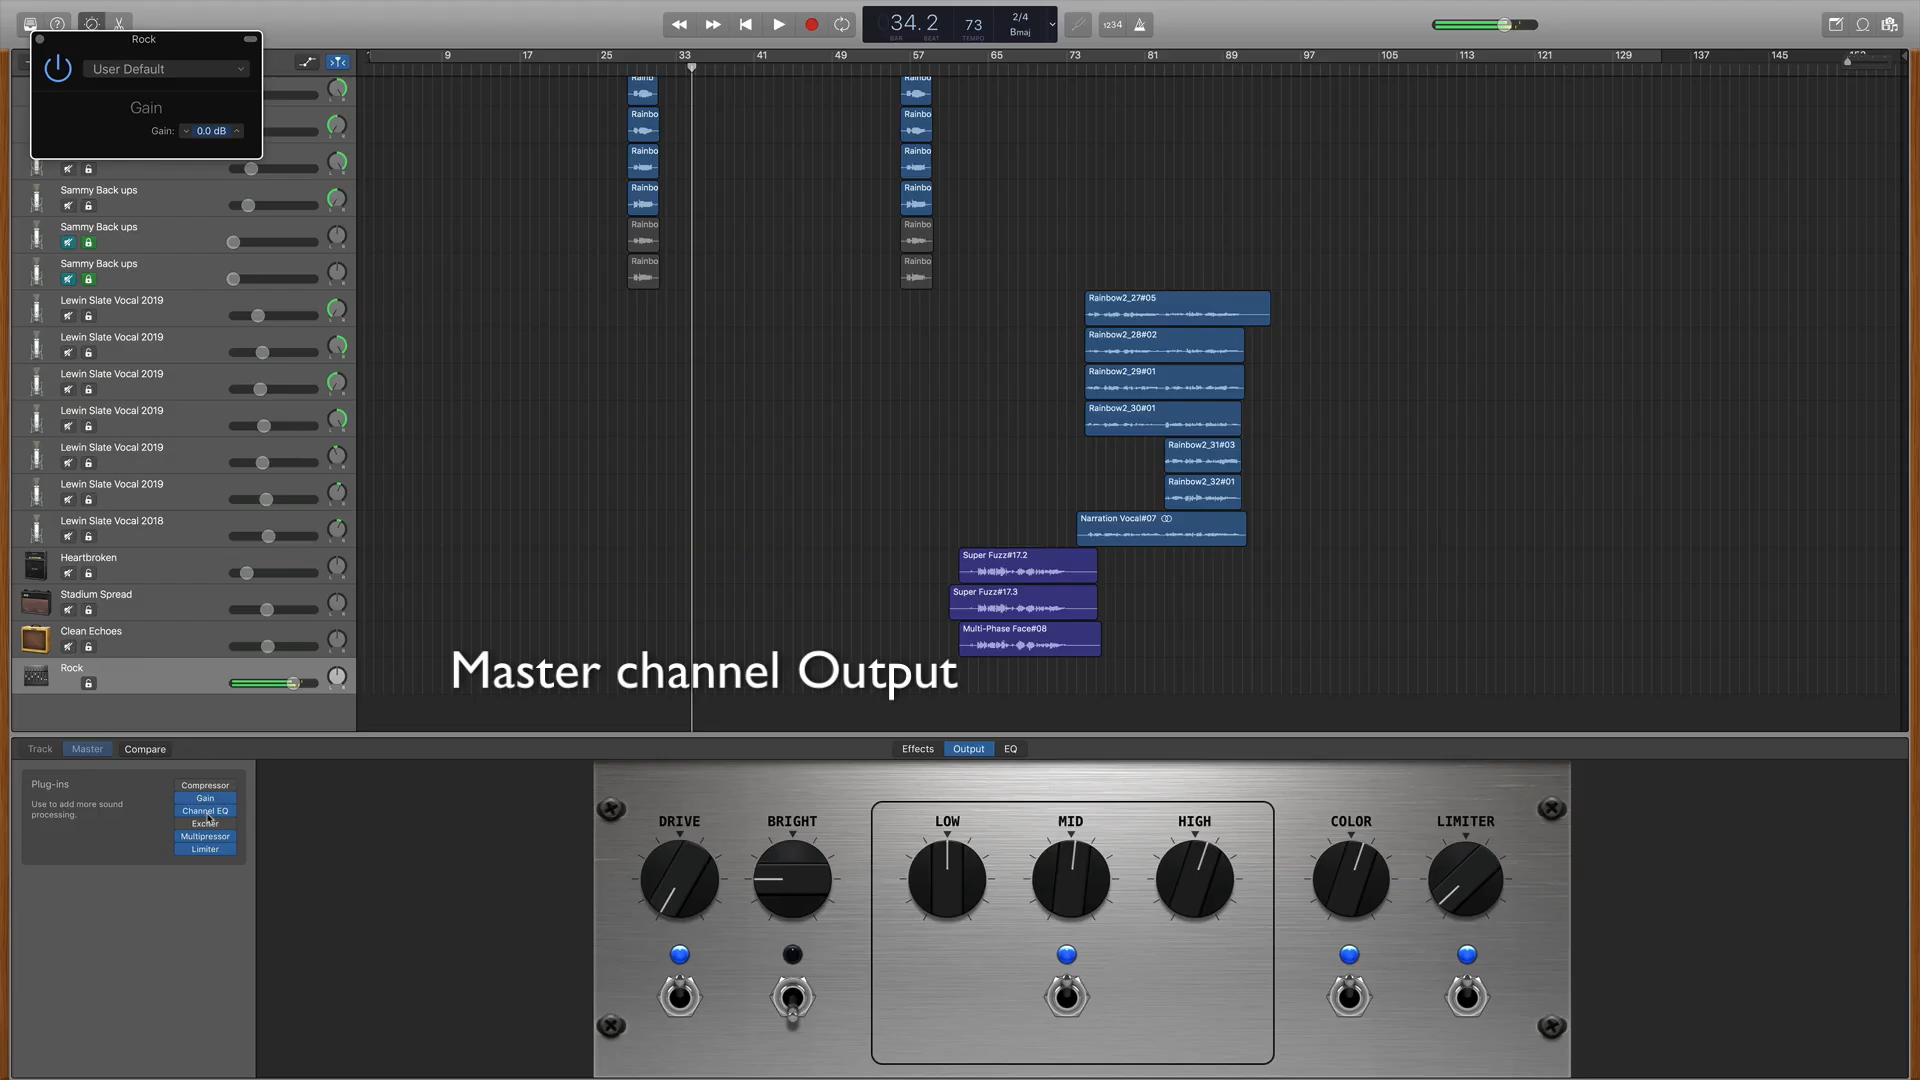 Rock
User Default
Gain
Gain: 0.0 dB
34.2
BAR BEAT
73
TEMPO
2/4
Bmaj
1234
9 17 25 33 41 49 57 65 73 81 89 97 105 113 121 129 137 145
Rainbo Rainbo
Rainbo Rainbo
Rainbo Rainbo
Sammy Back ups
Rainbo Rainbo
Sammy Back ups
Rainbo Rainbo
Sammy Back ups
Rainbo Rainbo
Lewin Slate Vocal 2019
Rainbow2_27#05
Lewin Slate Vocal 2019
Rainbow2_28#02
Lewin Slate Vocal 2019
Rainbow2_29#01
Lewin Slate Vocal 2019
Rainbow2_30#01
Lewin Slate Vocal 2019
Rainbow2_31#03
Lewin Slate Vocal 2019
Rainbow2_32#01
Lewin Slate Vocal 2018
Narration Vocal#07
Heartbroken
Super Fuzz#17.2
Stadium Spread
Super Fuzz#17.3
Clean Echoes
Multi-Phase Face#08
Rock
Master channel Output
Track Master Compare
Effects Output EQ
Plug-ins
Use to add more sound
processing.
Compressor
Gain
Channel EQ
Exciter
Multipressor
Limiter
DRIVE BRIGHT LOW MID HIGH COLOR LIMITER